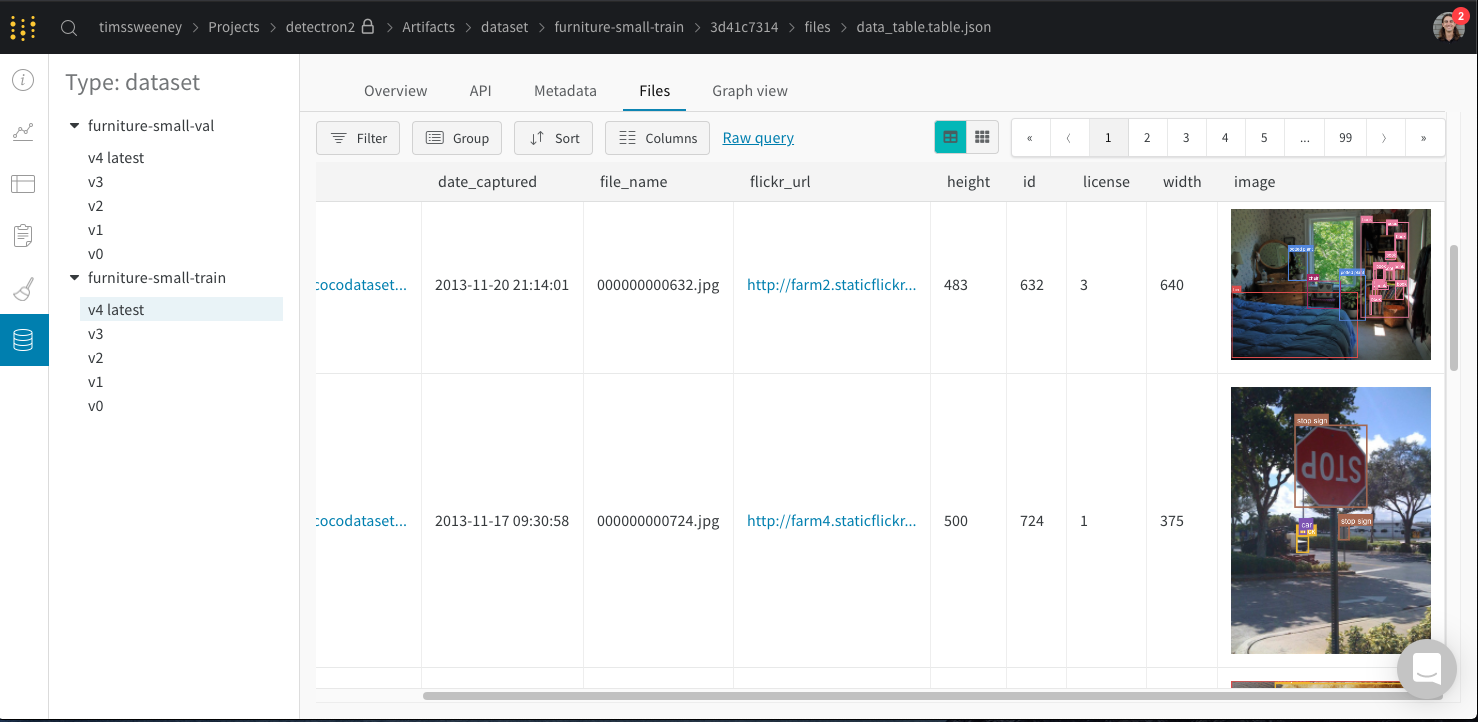 timssweeney > Projects > detectron2 > Artifacts > dataset > furniture-small-train > 3d41c7314 > files > data_table.table.json
2
Type: dataset
furniture-small-val
v4 latest
v3
v2
v1
v0
furniture-small-train
v4 latest
v3
v2
v1
v0
Overview API Metadata Files Graph view
Filter Group Sort Columns Raw query « ‹ 1 2 3 4 5 ... 99 › »
date_captured file_name flickr_url height id license width image
cocodataset... 2013-11-20 21:14:01 000000000632.jpg http://farm2.staticflickr... 483 632 3 640
chair
cocodataset... 2013-11-17 09:30:58 000000000724.jpg http://farm4.staticflickr... 500 724 1 375
stop sign
STOP
stop sign
car